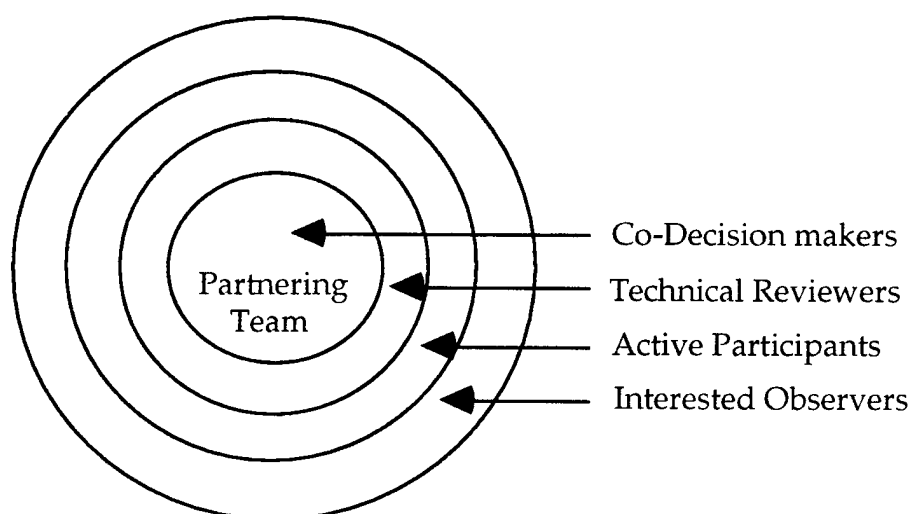 Partnering
Team
Co-Decision makers
Technical Reviewers
Active Participants
Interested Observers